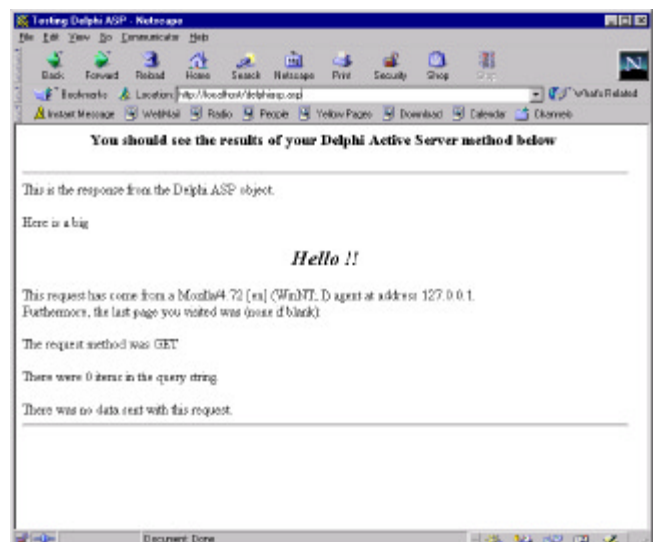 Testing Delphi ASP - Netscape
File Edit View Go Communicator Help
Back Forward Reload Home Search Netscape Print Security Shop Stop
N
Bookmarks Location http://localhost/delphiasp.asp What's Related
Instant Message WebMail Radio People Yellow Pages Download Calendar Channels
You should see the results of your Delphi Active Server method below
This is the response from the Delphi ASP object.
Here is a big
Hello !!
This request has come from a Mozilla/4.72 [en] (WinNT; I) agent at address 127.0.0.1.
Furthermore, the last page you visited was (none if blank):
The request method was GET
There were 0 items in the query string.
There was no data sent with this request.
Document: Done